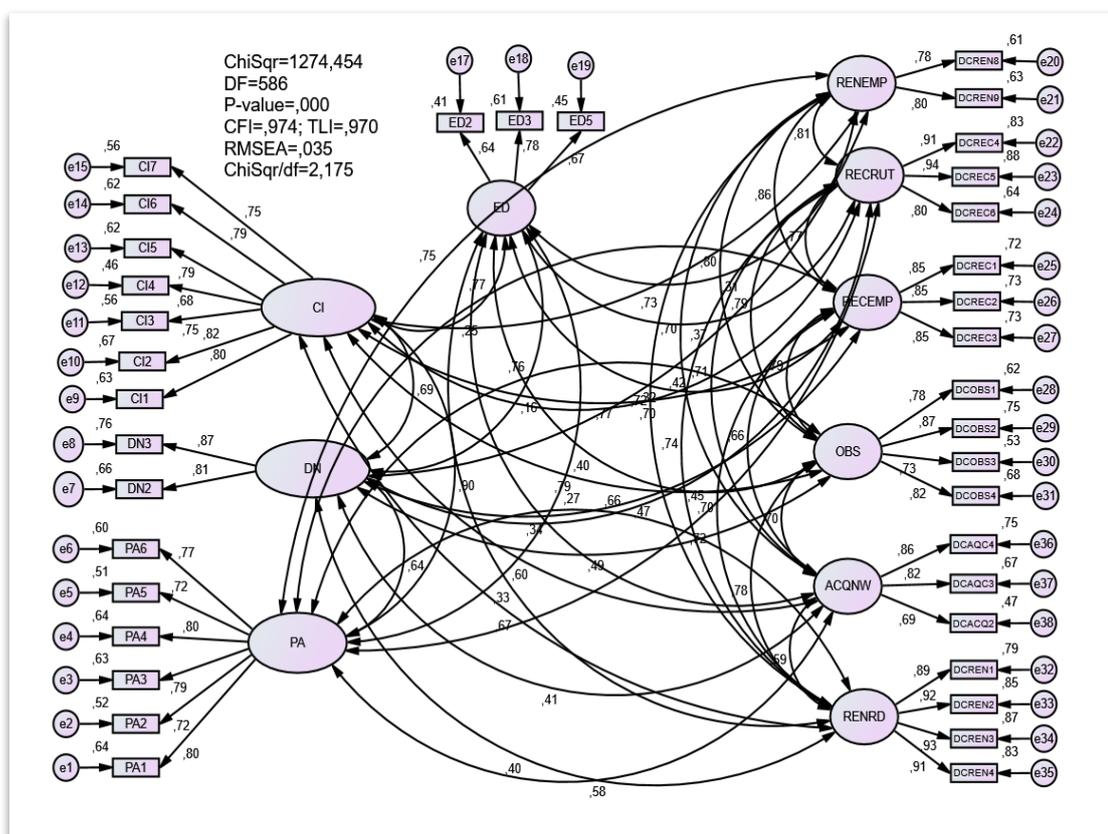 ChiSqr=1274,454
DF=586
P-value=,000
CFI=,974; TLI=,970
RMSEA=,035
ChiSqr/df=2,175
e17
e18
e19
,41
,61
,45
ED2
ED3
ED5
,64
,78
,67
ED
,56
e15
CI7
,75
,62
e14
CI6
,79
,62
e13
CI5
,79
,46
e12
CI4
,68
,56
e11
CI3
,75
,82
,67
e10
CI2
,80
,63
e9
CI1
CI
,76
e8
DN3
,87
,66
e7
DN2
,81
DN
,60
e6
PA6
,77
,51
e5
PA5
,72
,64
e4
PA4
,80
,63
e3
PA3
,79
,52
e2
PA2
,72
,64
e1
PA1
,80
PA
RENEMP
,78
DCREN8
,61
e20
,80
DCREN9
,63
e21
RECRUT
,91
DCREC4
,83
e22
,94
DCREC5
,88
e23
,80
DCREC6
,64
e24
RECEMP
,85
DCREC1
,72
e25
,85
DCREC2
,73
e26
,85
DCREC3
,73
e27
OBS
,78
DCOBS1
,62
e28
,87
DCOBS2
,75
e29
,73
DCOBS3
,53
e30
,82
DCOBS4
,68
e31
ACQNW
,86
DCAQC4
,75
e36
,82
DCAQC3
,67
e37
,69
DCACQ2
,47
e38
RENRD
,89
DCREN1
,79
e32
,92
DCREN2
,85
e33
,93
DCREN3
,87
e34
,91
DCREN4
,83
e35
,81
,86
,77
,75
,77
,80
,31
,79
,73
,70
,37
,25
,76
,71
,79
,69
,42
,16
,77
,70
,66
,74
,40
,90
,79
,27
,66
,47
,45
,70
,70
,34
,72
,64
,60
,49
,33
,78
,67
,59
,41
,40
,58